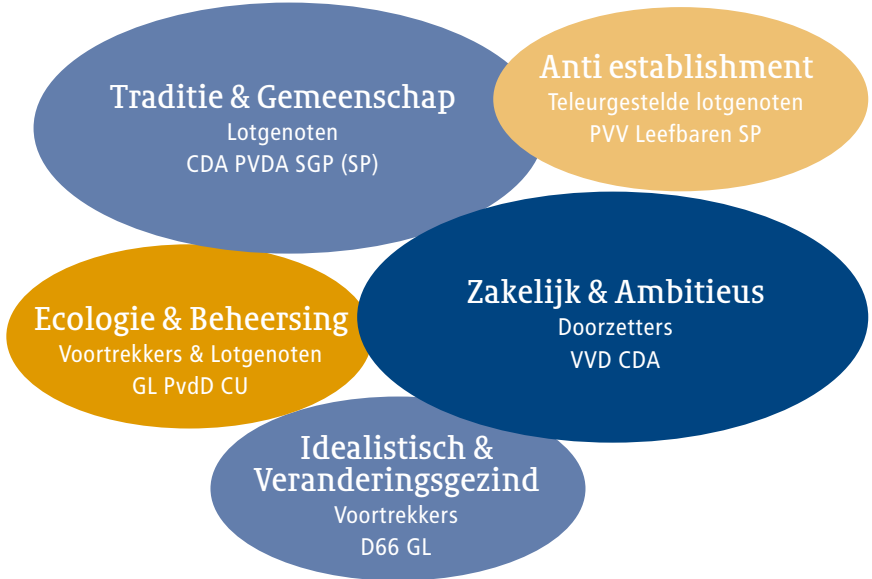 Traditie & Gemeenschap
Lotgenoten
CDA PVDA SGP (SP)
Anti establishment
Teleurgestelde lotgenoten
PVV Leefbaren SP
Ecologie & Beheersing
Voortrekkers & Lotgenoten
GL PvdD CU
Zakelijk & Ambitieus
Doorzetters
VVD CDA
Idealistisch &
Veranderingsgezind
Voortrekkers
D66 GL